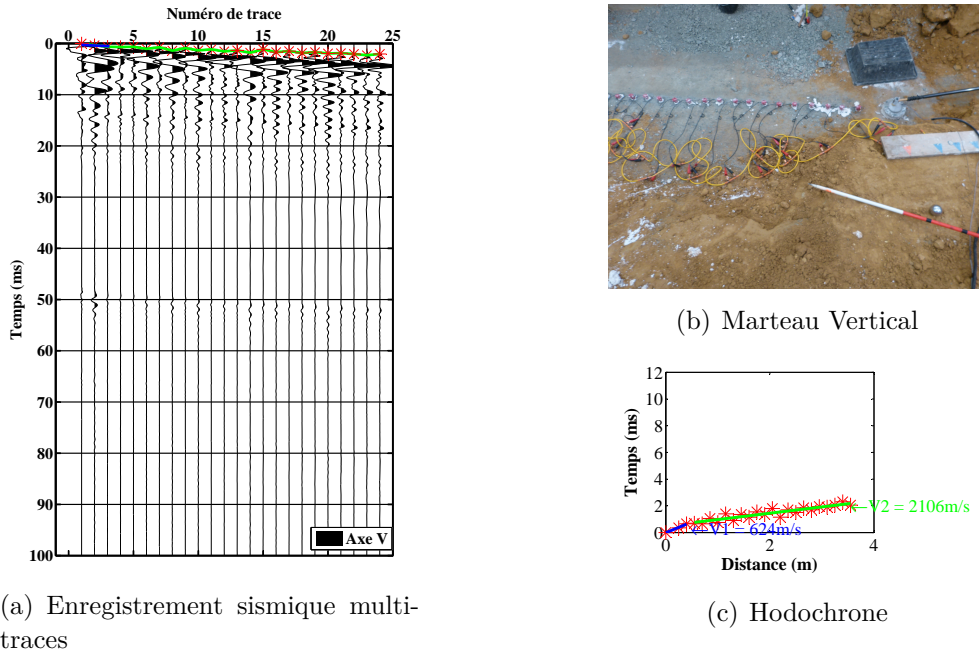 Numéro de trace
0 5 10 15 20 25
0
10
20
30
40
50
60
70
80
90
100
Temps (ms)
Axe V
(a) Enregistrement sismique multi-
traces
(b) Marteau Vertical
12
10
8
6
4
2
0
Temps (ms)
V2 = 2106m/s
V1 = 624m/s
0 2 4
Distance (m)
(c) Hodochrone